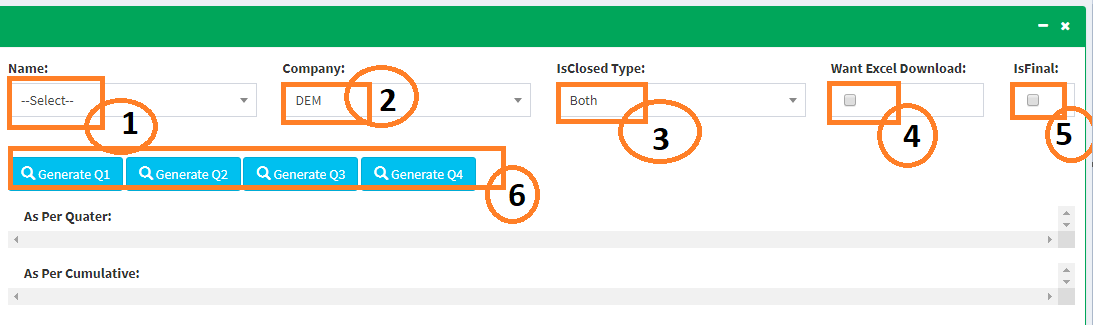 Name: Company: IsClosed Type: Want Excel Download: IsFinal:
--Select-- DEM Both
1 2 3 4 5
Generate Q1 Generate Q2 Generate Q3 Generate Q4
6
As Per Quater:
As Per Cumulative: